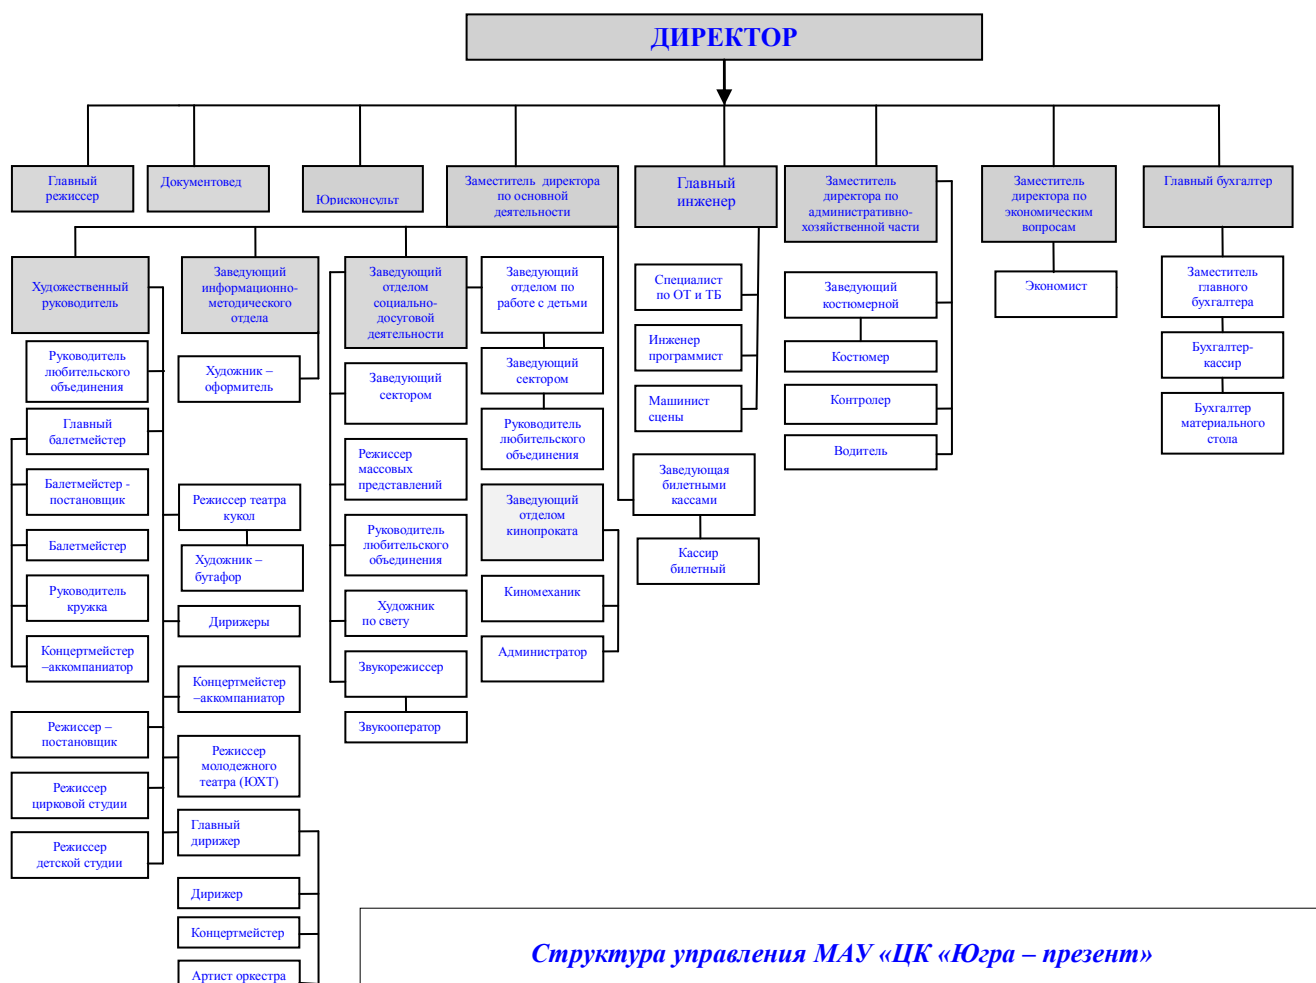 ДИРЕКТОР
Главный
режиссер
Документовед
Юрисконсульт
Заместитель директора
по основной
деятельности
Главный
инженер
Заместитель
директора по
административно-
хозяйственной части
Заместитель
директора по
экономическим
вопросам
Главный бухгалтер
Художественный
руководитель
Руководитель
любительского
объединения
Главный
балетмейстер
Балетмейстер -
постановщик
Балетмейстер
Руководитель
кружка
Концертмейстер
–аккомпаниатор
Режиссер –
постановщик
Режиссер
цирковой студии
Режиссер
детской студии
Заведующий
информационно-
методического
отдела
Художник –
оформитель
Режиссер театра
кукол
Художник –
бутафор
Дирижеры
Концертмейстер
–аккомпаниатор
Режиссер
молодежного
театра (ЮХТ)
Главный
дирижер
Дирижер
Концертмейстер
Артист оркестра
Заведующий
отделом
социально-
досуговой
деятельности
Заведующий
сектором
Режиссер
массовых
представлений
Руководитель
любительского
объединения
Художник
по свету
Звукорежиссер
Звукооператор
Заведующий
отделом по
работе с детьми
Заведующий
сектором
Руководитель
любительского
объединения
Заведующий
отделом
кинопроката
Киномеханик
Администратор
Специалист
по ОТ и ТБ
Инженер
программист
Машинист
сцены
Заведующая
билетными
кассами
Кассир
билетный
Заведующий
костюмерной
Костюмер
Контролер
Водитель
Экономист
Заместитель
главного
бухгалтера
Бухгалтер-
кассир
Бухгалтер
материального
стола
Структура управления МАУ «ЦК «Югра – презент»